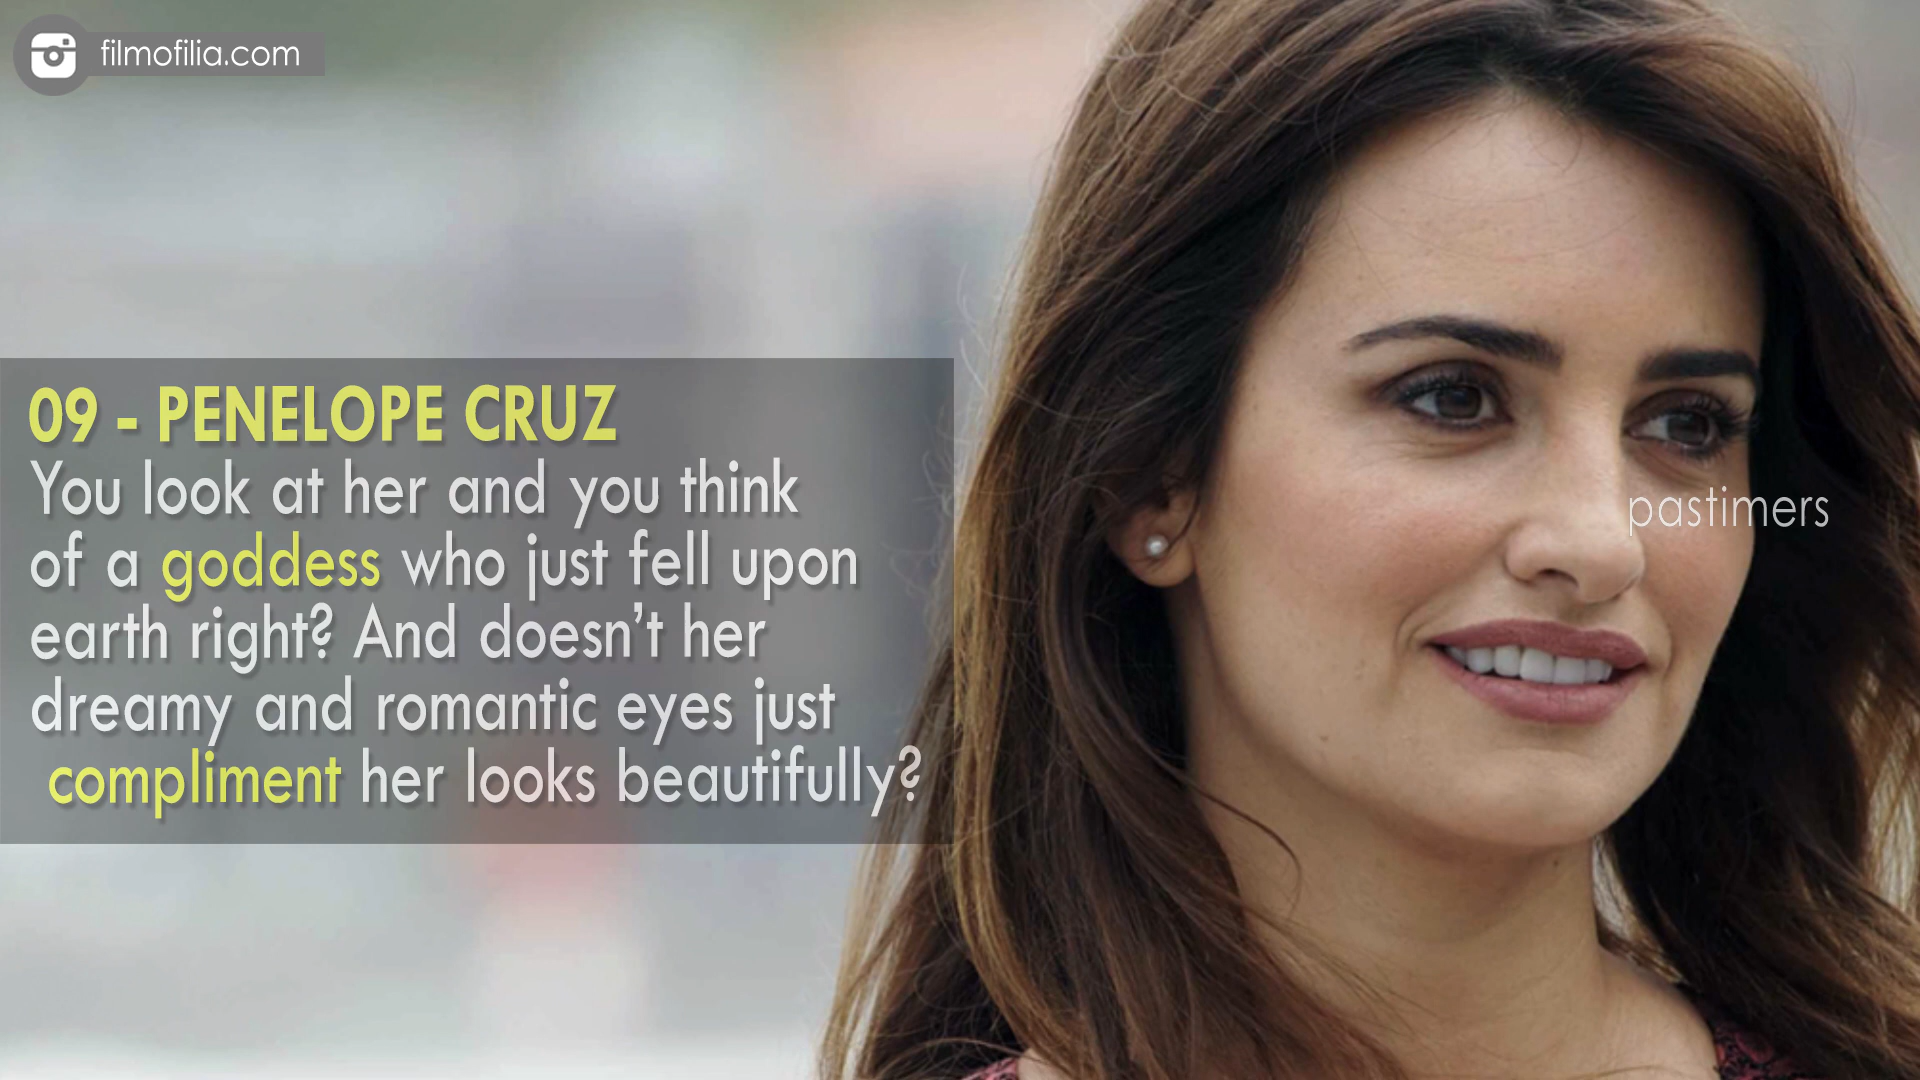 filmofilia.com
09 - PENELOPE CRUZ
You look at her and you think
of a goddess who just fell upon
earth right? And doesn't her
dreamy and romantic eyes just
compliment her looks beautifully?
pastimers